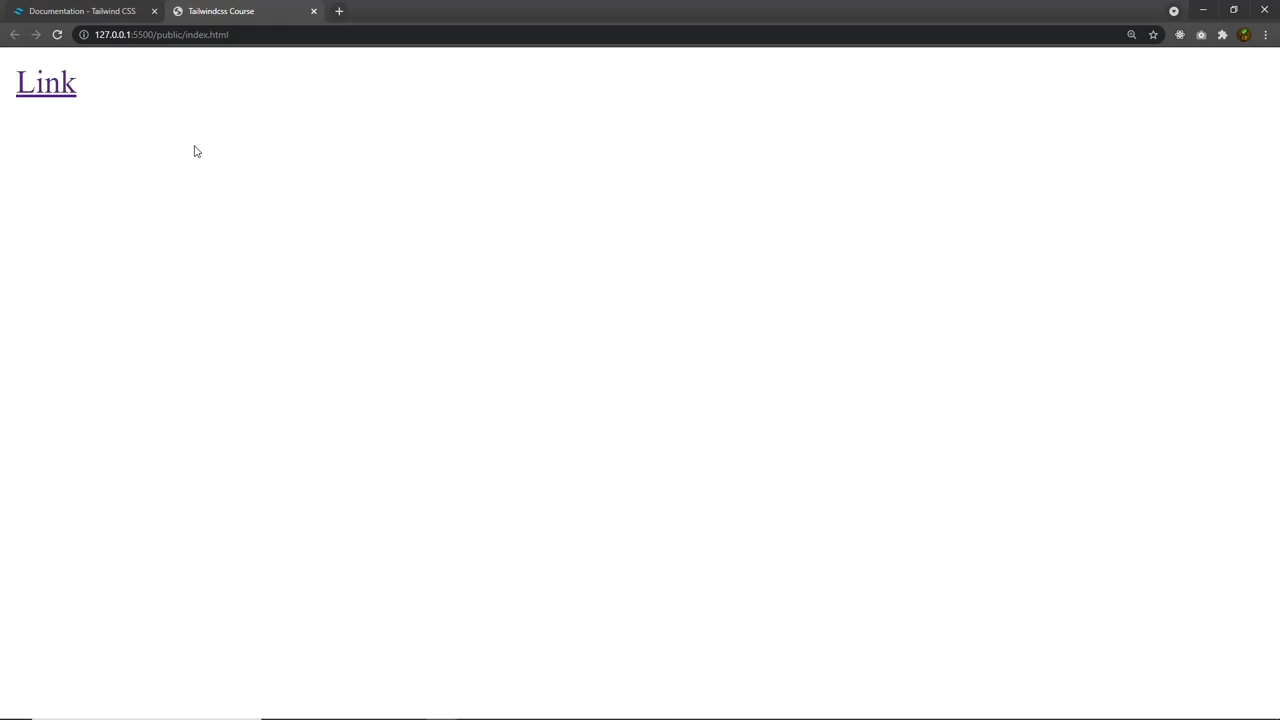 Documentation - Tailwind CSS
Tailwindcss Course
127.0.0.1:5500/public/index.html
Link